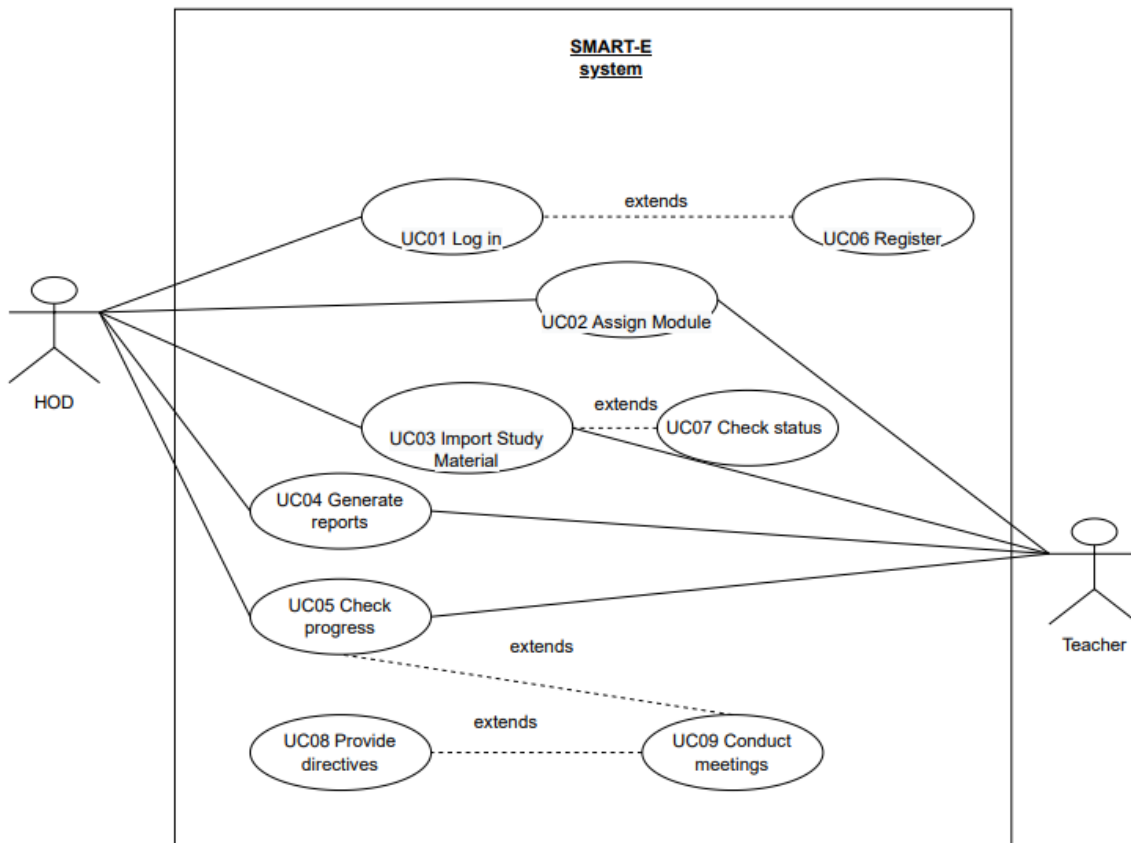 SMART-E
system
extends
UC01 Log in
UC06 Register
UC02 Assign Module
HOD
extends
UC07 Check status
UC03 Import Study
Material
UC04 Generate
reports
UC05 Check
progress
extends
Teacher
extends
UC08 Provide
directives
UC09 Conduct
meetings